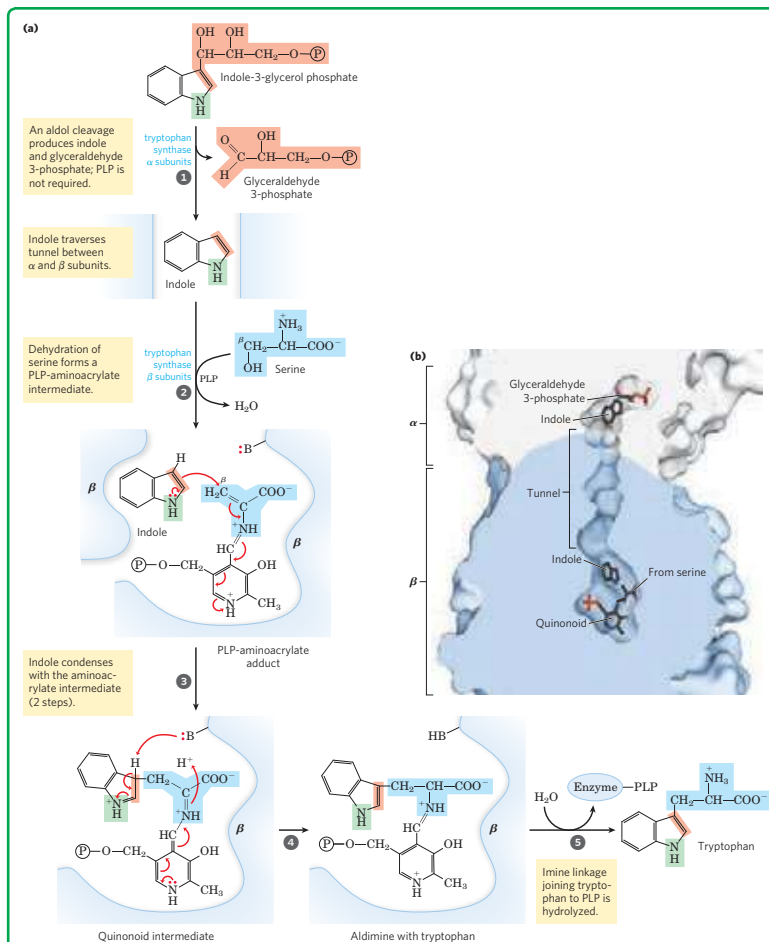 (a)
OH OH
CH—CH—CH₂—O—P
Indole-3-glycerol phosphate
N
H
An aldol cleavage
produces indole
and glyceraldehyde
3-phosphate; PLP is
not required.
tryptophan
synthase
α subunits
1
O OH
C—CH—CH₂—O—P
H
Glyceraldehyde
3-phosphate
Indole traverses
tunnel between
α and β subunits.
N
H
Indole
Dehydration of
serine forms a
PLP-aminoacrylate
intermediate.
tryptophan
synthase
β subunits
PLP
2
+
NH₃
β
CH₂—CH—COO⁻
OH
Serine
H₂O
:B
H
β
β
H₂C COO⁻
C
N
H
Indole
+NH
HC
β
P—O—CH₂
OH
CH₃
+
N
H
PLP-aminoacrylate
adduct
Indole condenses
with the aminoac-
rylate intermediate
(2 steps).
3
:B
H
H⁺
CH₂ COO⁻
C
+N
H
+NH
HC
β
P—O—CH₂
OH
CH₃
N
H
Quinonoid intermediate
4
HB
CH₂—CH—COO⁻
N
H
+NH
HC
β
P—O—CH₂
OH
CH₃
N+
H
Aldimine with tryptophan
H₂O
Enzyme—PLP
5
Imine linkage
joining trypto-
phan to PLP is
hydrolyzed.
+
NH₃
CH₂—CH—COO⁻
N
H
Tryptophan
(b)
α
Glyceraldehyde
3-phosphate
Indole
Tunnel
β
Indole
From serine
Quinonoid